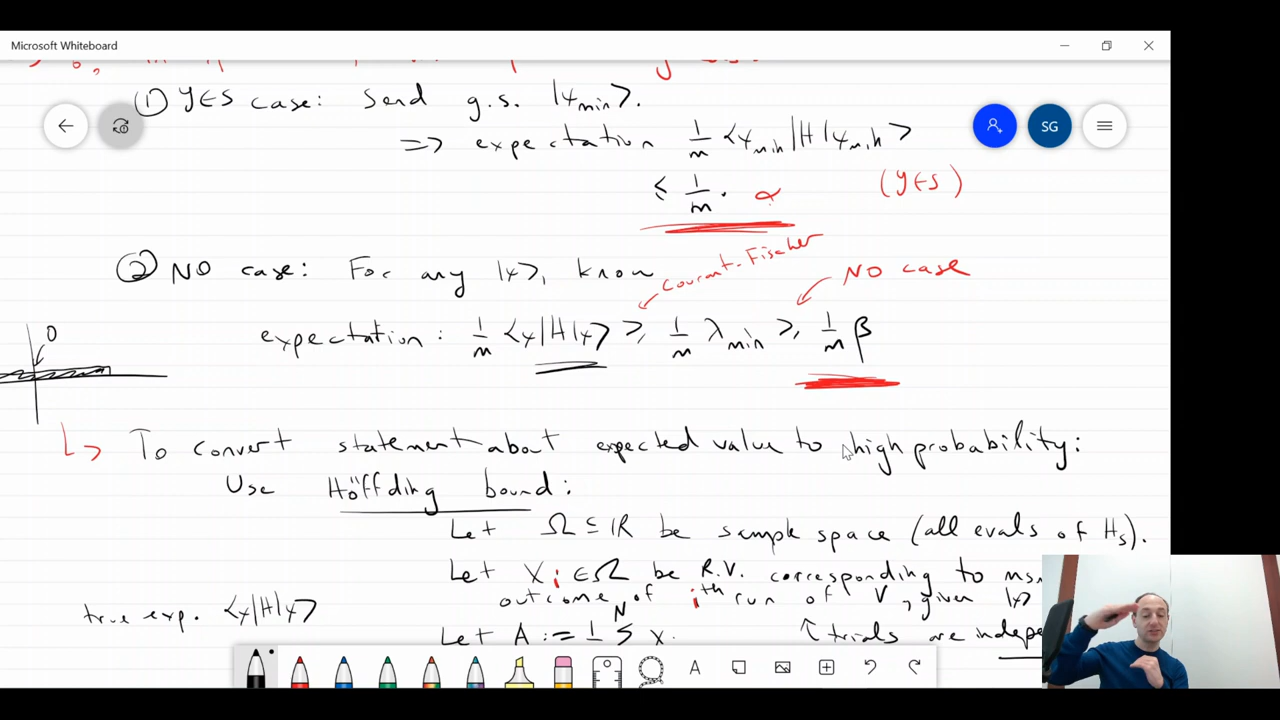 Microsoft Whiteboard
① YES case: Send g.s. |ψmin>.
=> expectation 1/m <ψmin|H|ψmin>
≤ 1/m · α (YES)
SG
② NO case: For any |x>, know
Courant-Fischer
NO case
expectation: 1/m <x|H|x> ≥ 1/m λmin ≥ 1/m β
0
↳ To convert statement about expected value to high probability:
Use Höffding bound:
Let Ω ⊆ ℝ be sample space (all evals of Hs).
Let Xi ∈ Ω be R.V. corresponding to
outcome of ith run of V, given |x>
true exp. <x|H|x>
Let A := 1 Σ N X
↑ trials are
A